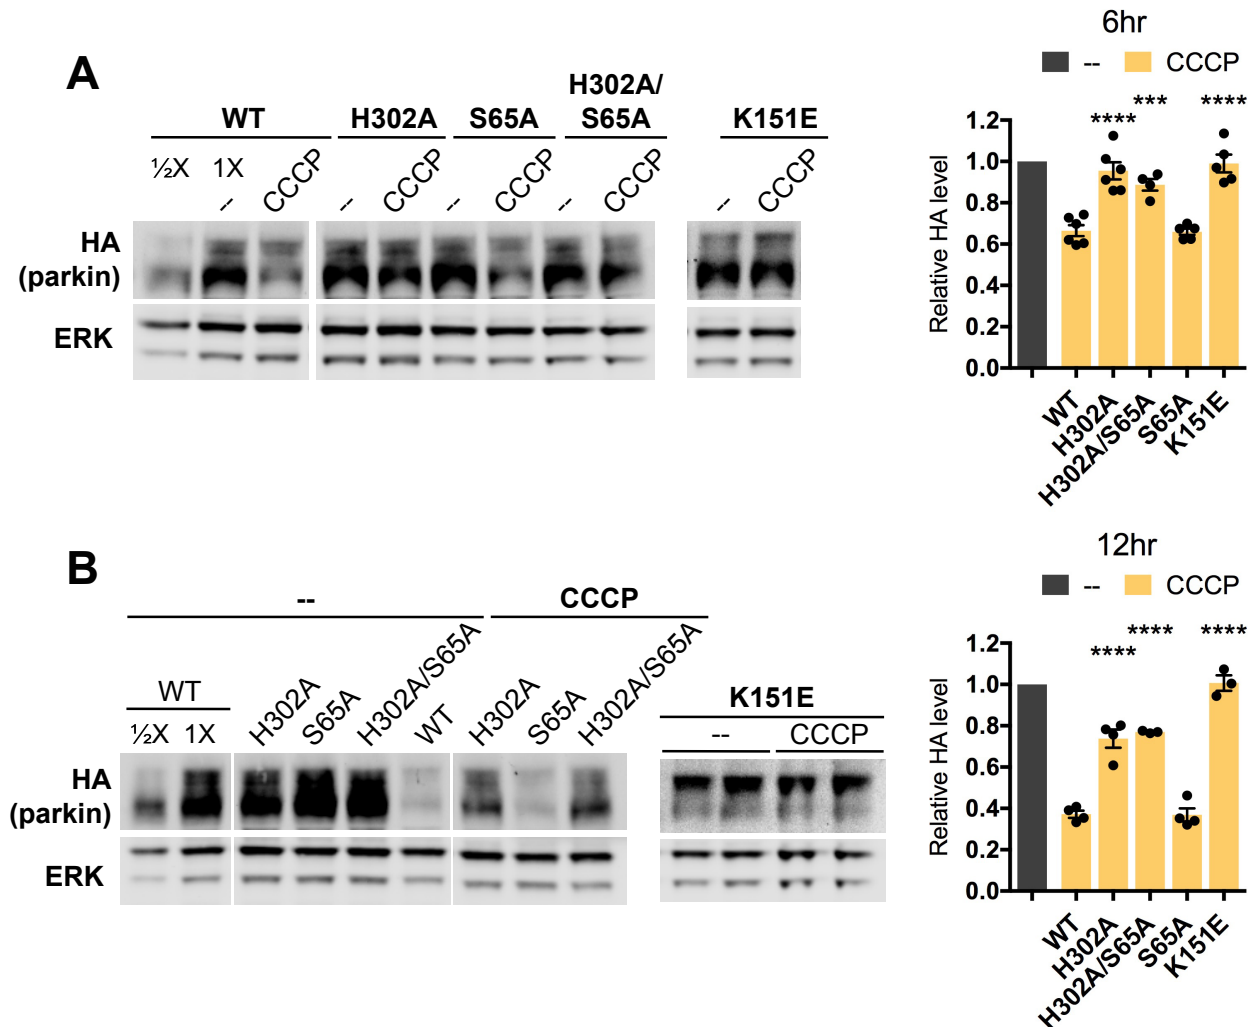 A
WT
H302A
S65A
H302A/
S65A
K151E
½X
1X
--
CCCP
--
CCCP
--
CCCP
--
CCCP
--
CCCP
HA
(parkin)
ERK
6hr
-- CCCP
**** *** ****
Relative HA level
1.2
1.0
0.8
0.6
0.4
0.2
0.0
WT
H302A
H302A/S65A
S65A
K151E
B
--
CCCP
WT
½X
1X
H302A
S65A
H302A/S65A
WT
H302A
S65A
H302A/S65A
K151E
--
CCCP
HA
(parkin)
ERK
12hr
-- CCCP
**** **** ****
Relative HA level
1.2
1.0
0.8
0.6
0.4
0.2
0.0
WT
H302A
H302A/S65A
S65A
K151E